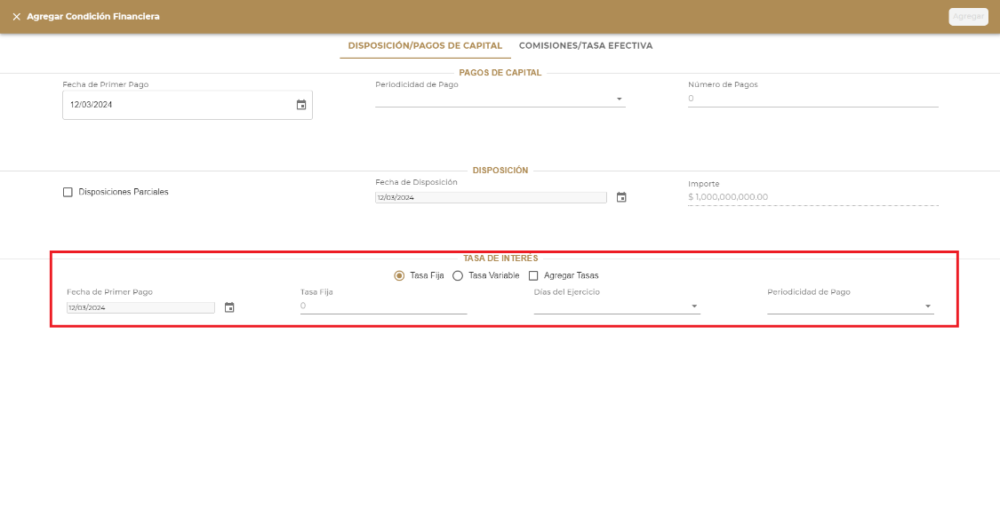 Agregar Condición Financiera
Agregar
DISPOSICIÓN/PAGOS DE CAPITAL COMISIONES/TASA EFECTIVA
PAGOS DE CAPITAL
Fecha de Primer Pago Periodicidad de Pago Número de Pagos
12/03/2024 0
DISPOSICIÓN
Disposiciones Parciales Fecha de Disposición Importe
12/03/2024 $ 1,000,000,000.00
TASA DE INTERÉS
Tasa Fija Tasa Variable Agregar Tasas
Fecha de Primer Pago Tasa Fija Días del Ejercicio Periodicidad de Pago
12/03/2024 0